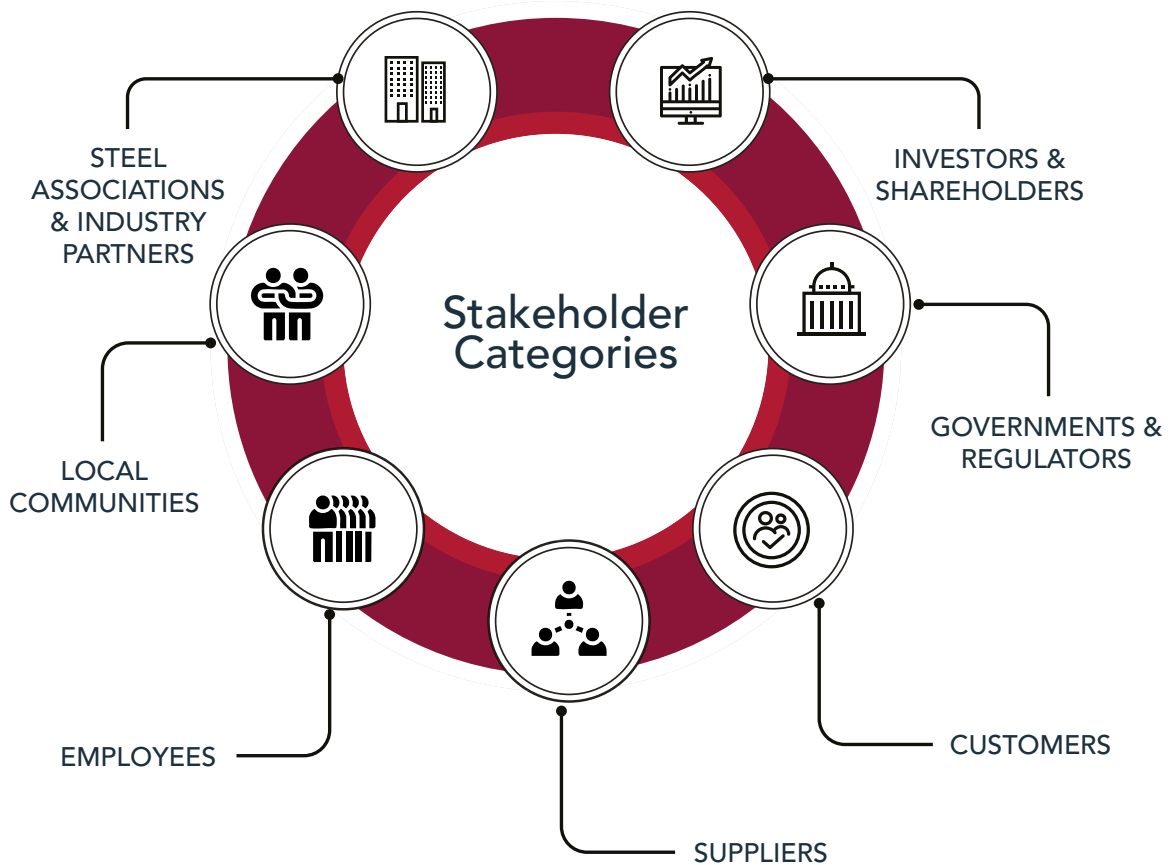 STEEL
ASSOCIATIONS
& INDUSTRY
PARTNERS
INVESTORS &
SHAREHOLDERS
Stakeholder
Categories
GOVERNMENTS &
REGULATORS
LOCAL
COMMUNITIES
EMPLOYEES
CUSTOMERS
SUPPLIERS